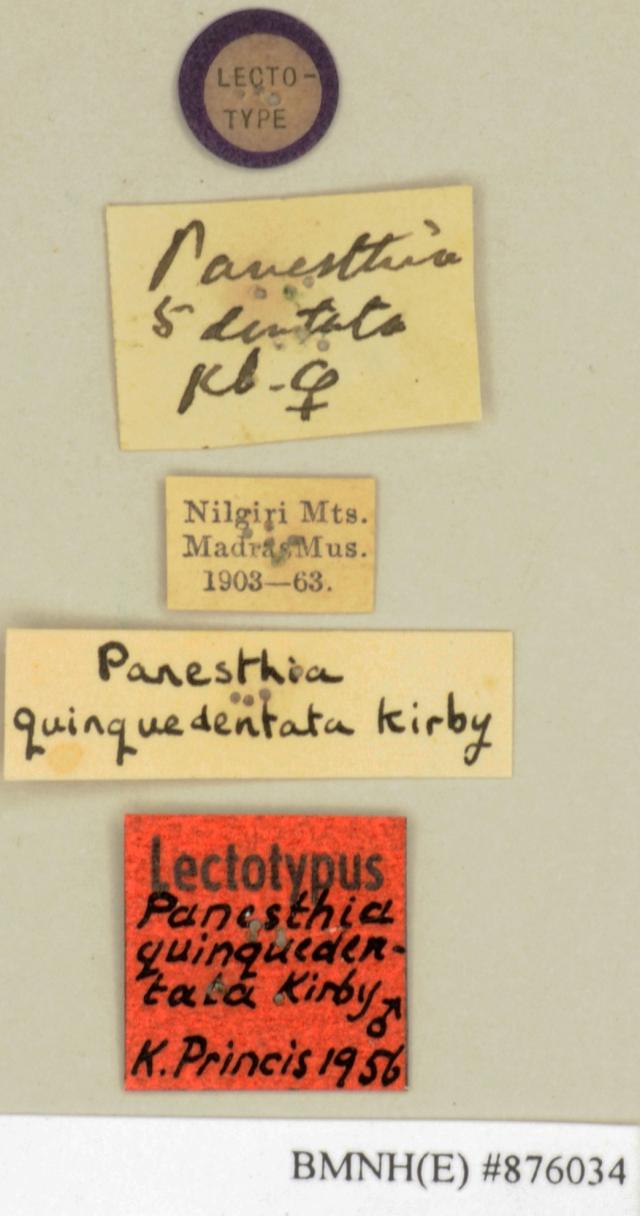 LECTO-
TYPE
Panesthia
5 dentata
Kb-♀
Nilgiri Mts.
Madras Mus.
1903—63.
Panesthia
quinquedentata Kirby
Lectotypus
Panesthia
quinqueden-
tata Kirby ♂
K. Princis 1956
BMNH(E) #876034